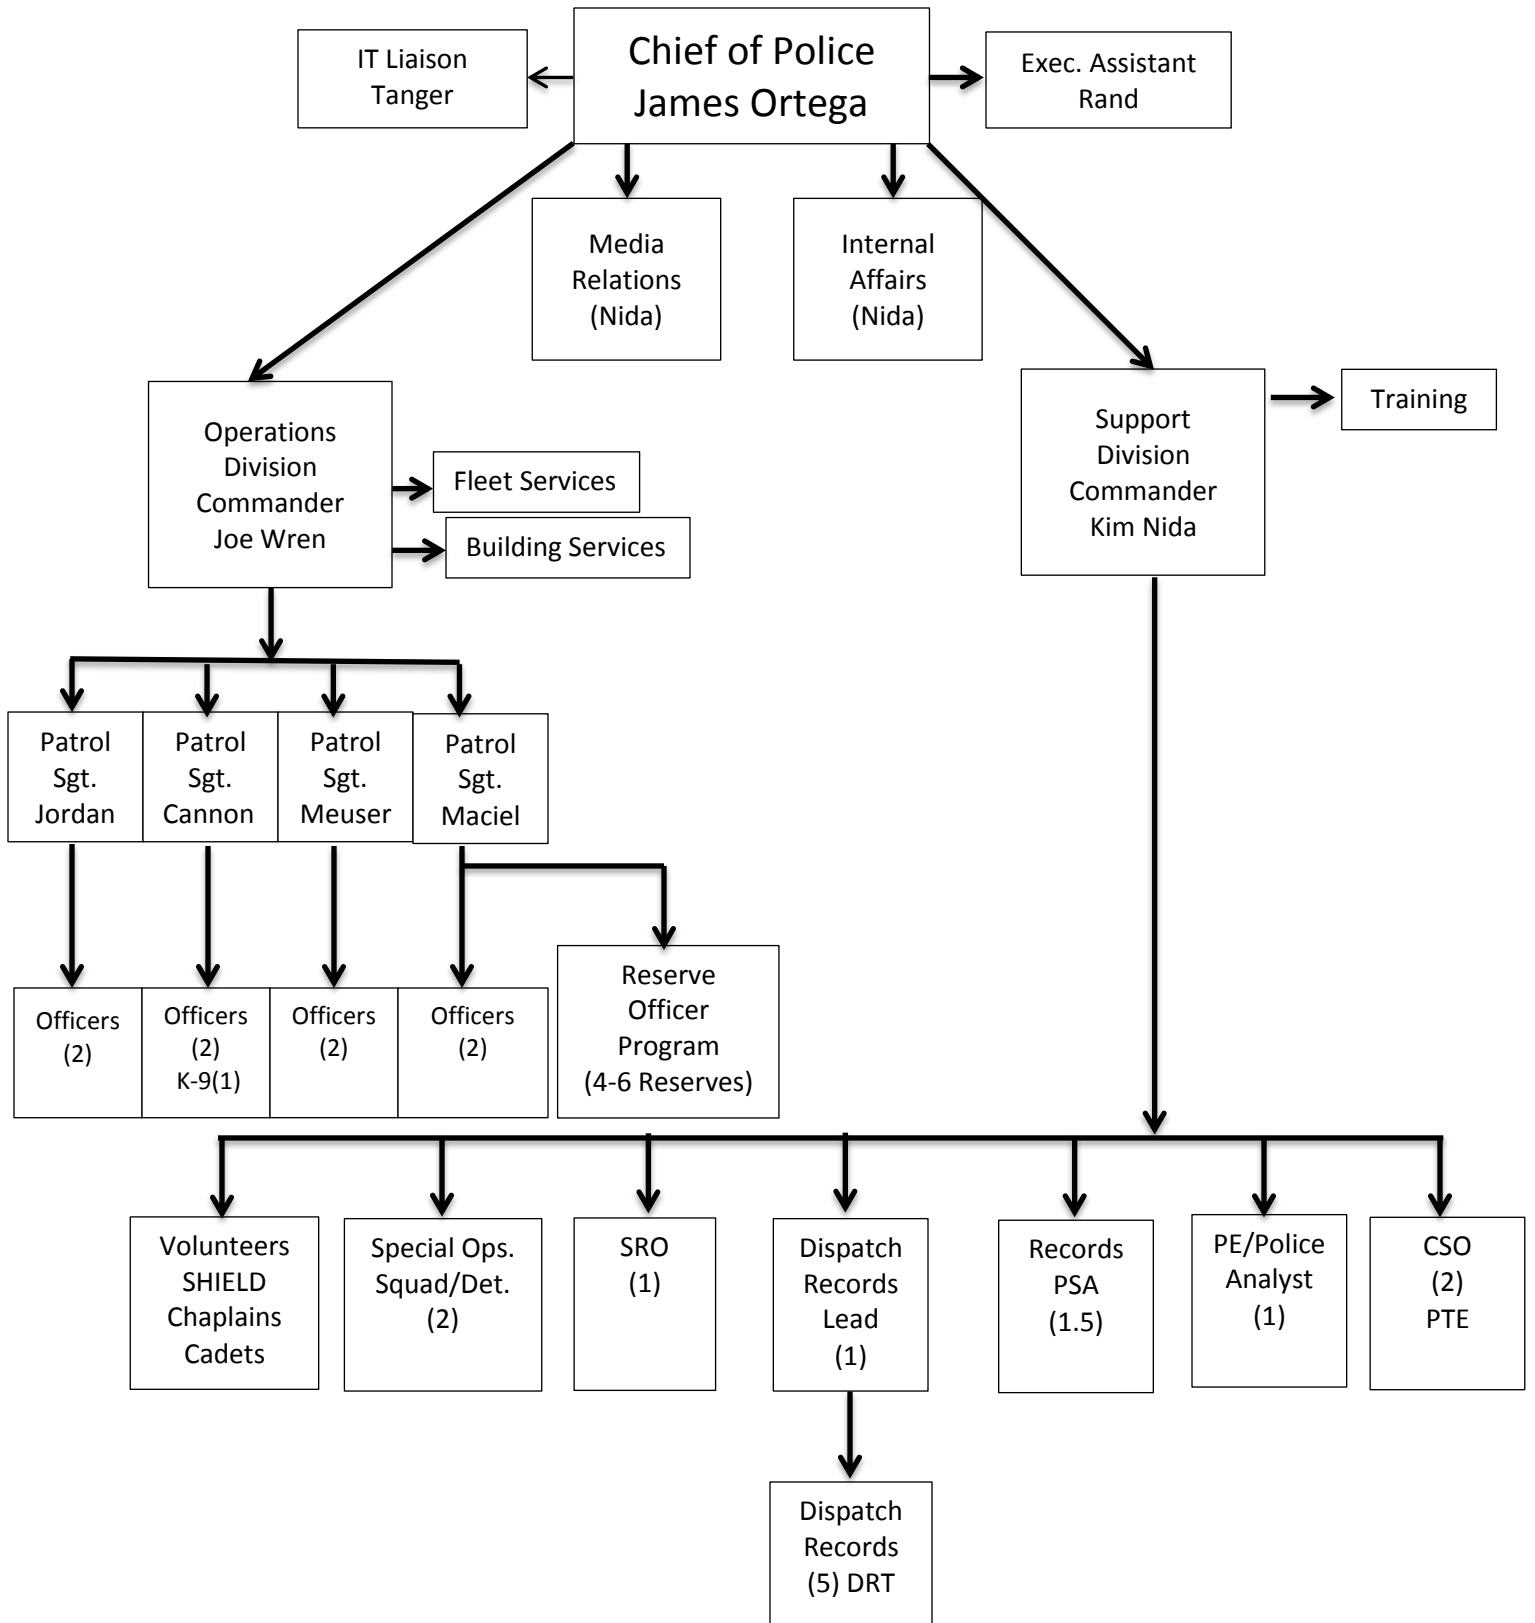 IT Liaison
Tanger
Chief of Police
James Ortega
Exec. Assistant
Rand
Media
Relations
(Nida)
Internal
Affairs
(Nida)
Operations
Division
Commander
Joe Wren
Fleet Services
Building Services
Support
Division
Commander
Kim Nida
Training
Patrol
Sgt.
Jordan
Patrol
Sgt.
Cannon
Patrol
Sgt.
Meuser
Patrol
Sgt.
Maciel
Officers
(2)
Officers
(2)
K-9(1)
Officers
(2)
Officers
(2)
Reserve
Officer
Program
(4-6 Reserves)
Volunteers
SHIELD
Chaplains
Cadets
Special Ops.
Squad/Det.
(2)
SRO
(1)
Dispatch
Records
Lead
(1)
Records
PSA
(1.5)
PE/Police
Analyst
(1)
CSO
(2)
PTE
Dispatch
Records
(5) DRT